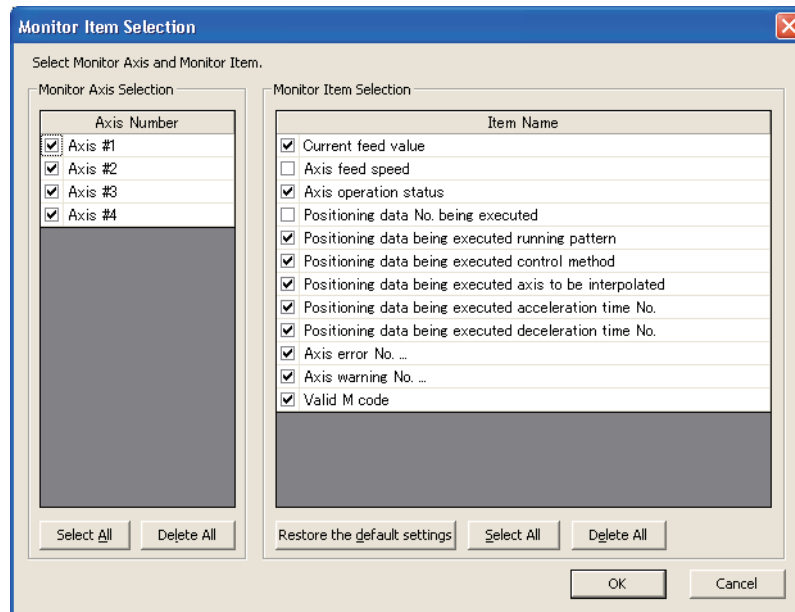 Monitor Item Selection
Select Monitor Axis and Monitor Item.
Monitor Axis Selection
Axis Number
Axis #1
Axis #2
Axis #3
Axis #4
Select All
Delete All
Monitor Item Selection
Item Name
Current feed value
Axis feed speed
Axis operation status
Positioning data No. being executed
Positioning data being executed running pattern
Positioning data being executed control method
Positioning data being executed axis to be interpolated
Positioning data being executed acceleration time No.
Positioning data being executed deceleration time No.
Axis error No. ...
Axis warning No. ...
Valid M code
Restore the default settings
Select All
Delete All
OK
Cancel